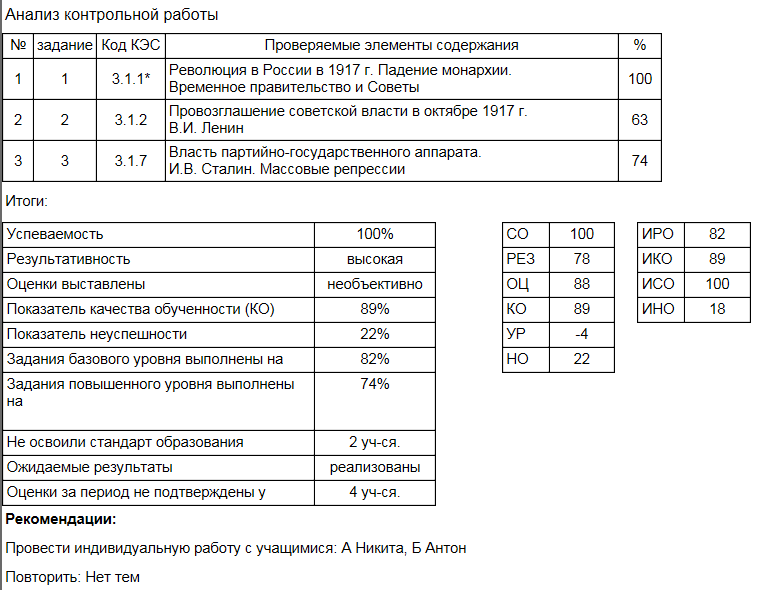 Анализ контрольной работы
№ задание Код КЭС Проверяемые элементы содержания %
1 1 3.1.1* Революция в России в 1917 г. Падение монархии.
Временное правительство и Советы 100
2 2 3.1.2 Провозглашение советской власти в октябре 1917 г.
В.И. Ленин 63
3 3 3.1.7 Власть партийно-государственного аппарата.
И.В. Сталин. Массовые репрессии 74
Итоги:
Успеваемость 100% СО 100 ИРО 82
Результативность высокая РЕЗ 78 ИКО 89
Оценки выставлены необъективно ОЦ 88 ИСО 100
Показатель качества обученности (КО) 89% КО 89 ИНО 18
Показатель неуспешности 22% УР -4
Задания базового уровня выполнены на 82% НО 22
Задания повышенного уровня выполнены 74%
на
Не освоили стандарт образования 2 уч-ся.
Ожидаемые результаты реализованы
Оценки за период не подтверждены у 4 уч-ся.
Рекомендации:
Провести индивидуальную работу с учащимися: А Никита, Б Антон
Повторить: Нет тем